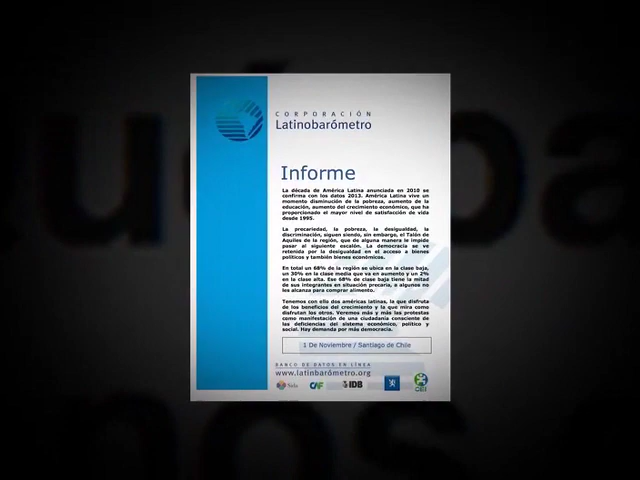 CORPORACIÓN
Latinobarómetro
Informe
La década de América Latina anunciada en 2010 se
confirma con los datos 2013. América Latina vive un
momento disminución de la pobreza, aumento de la
educación, aumento del crecimiento económico, que ha
proporcionado el mayor nivel de satisfacción de vida
desde 1995.
La precariedad, la pobreza, la desigualdad, la
discriminación, siguen siendo, sin embargo, el Talón de
Aquiles de la región, que de alguna manera le impide
pasar al siguiente escalón. La democracia se ve
retenida por la desigualdad en el acceso a bienes
políticos y también bienes económicos.
En total un 68% de la región se ubica en la clase baja,
un 30% en la clase media que va en aumento y un 2%
en la clase alta. Ese 68% de clase baja tiene la mitad
de sus integrantes en situación precaria, a algunos no
les alcanza para comprar alimento.
Tenemos con ello dos américas latinas, la que disfruta
de los beneficios del crecimiento y la que mira como
disfrutan los otros. Veremos más y más las protestas
como manifestación de una ciudadanía consciente de
las deficiencias del sistema económico, político y
social. Hay demanda por más democracia.
1 De Noviembre / Santiago de Chile
BANCO DE DATOS EN LÍNEA
www.latinbarómetro.org
Sida CAF IDB CEI